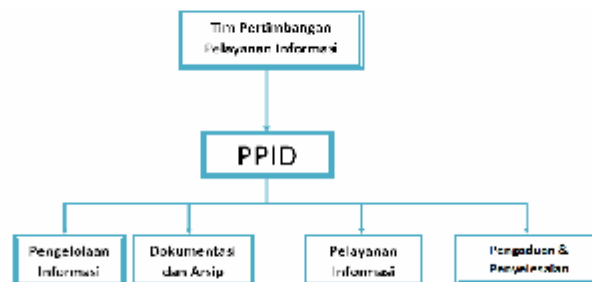 Tim Pertimbangan
Pelayanan Informasi
PPID
Pengelolaan
Informasi
Dokumentasi
dan Arsip
Pelayanan
Informasi
Pengaduan &
Penyelesaian